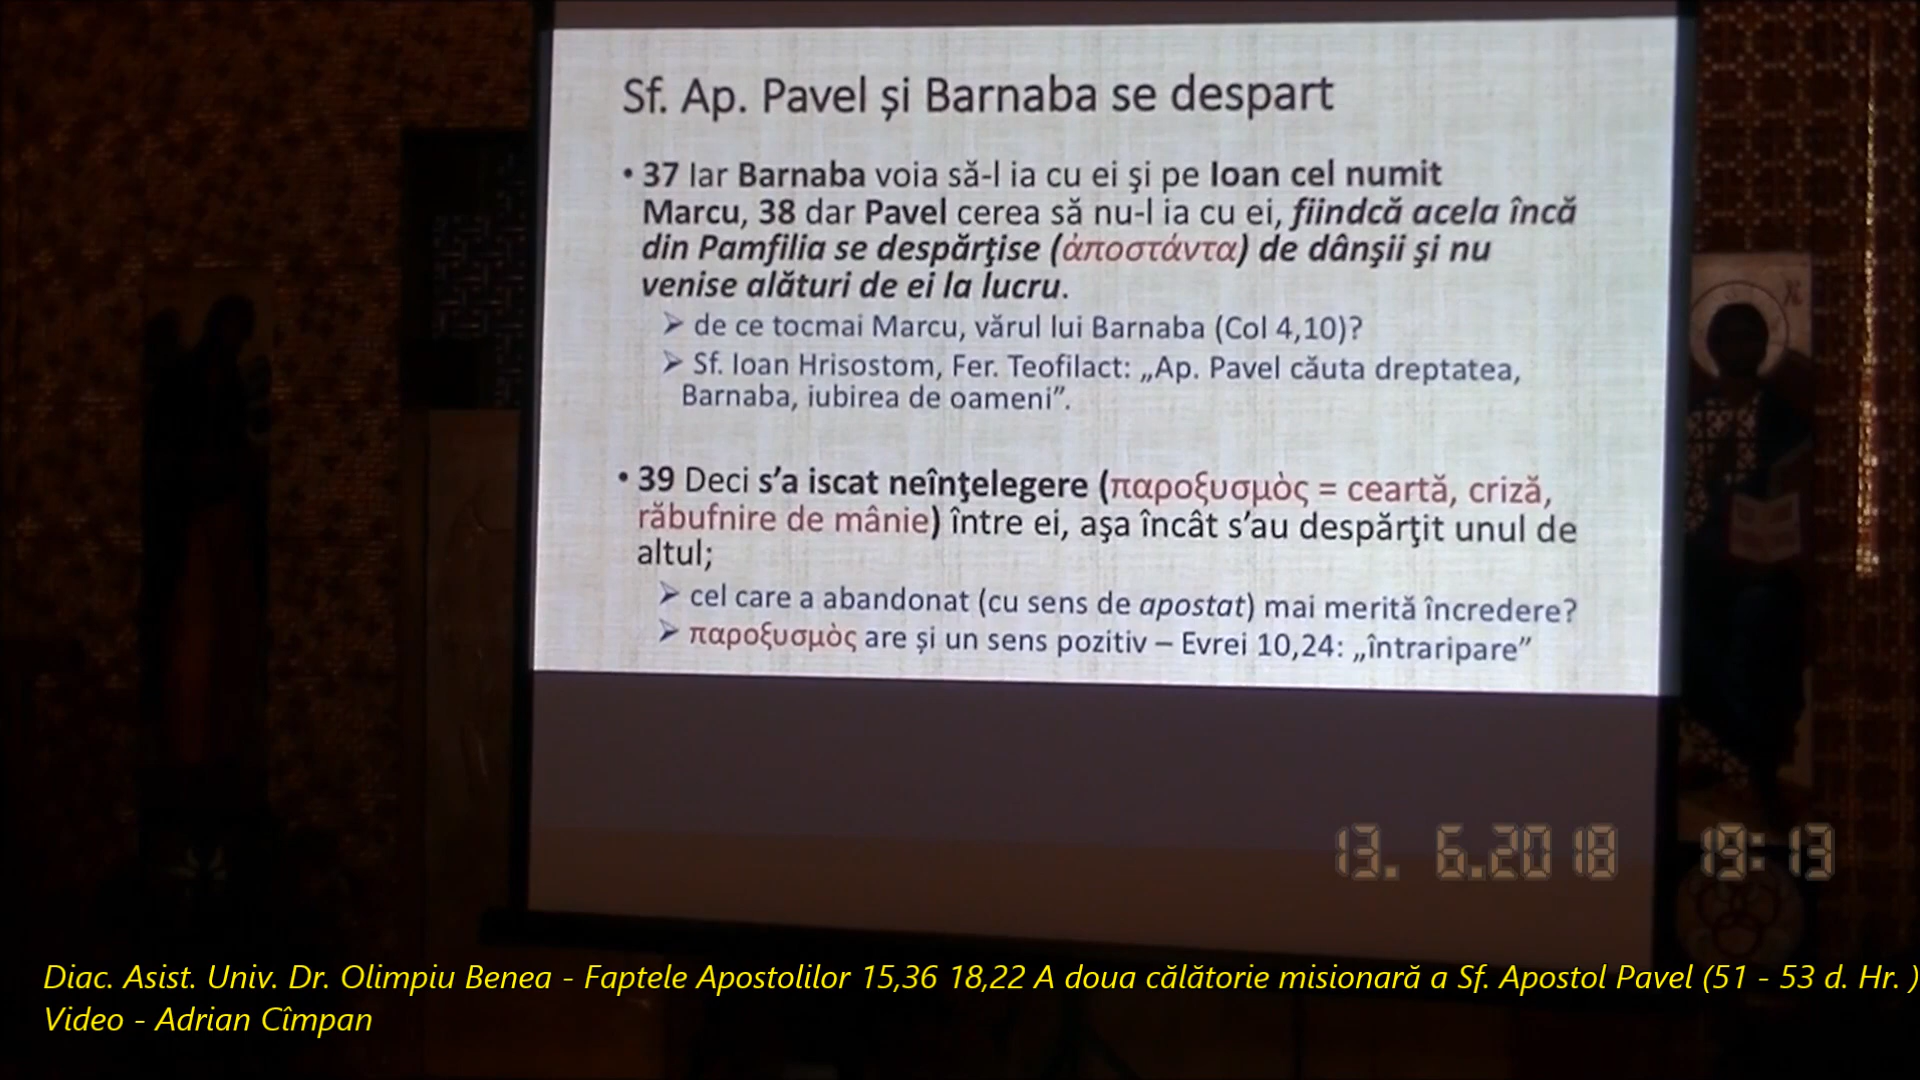 Sf. Ap. Pavel și Barnaba se despart
• 37 Iar Barnaba voia să-l ia cu ei şi pe Ioan cel numit
Marcu, 38 dar Pavel cerea să nu-l ia cu ei, fiindcă acela încă
din Pamfilia se despărţise (ἀποστάντα) de dânşii şi nu
venise alături de ei la lucru.
➢ de ce tocmai Marcu, vărul lui Barnaba (Col 4,10)?
➢ Sf. Ioan Hrisostom, Fer. Teofilact: „Ap. Pavel căuta dreptatea,
Barnaba, iubirea de oameni”.
• 39 Deci s’a iscat neînţelegere (παροξυσμὸς = ceartă, criză,
răbufnire de mânie) între ei, aşa încât s’au despărţit unul de
altul;
➢ cel care a abandonat (cu sens de apostat) mai merită încredere?
➢ παροξυσμὸς are și un sens pozitiv – Evrei 10,24: „întraripare”
13. 6.2018 19:13
Diac. Asist. Univ. Dr. Olimpiu Benea - Faptele Apostolilor 15,36 18,22 A doua călătorie misionară a Sf. Apostol Pavel (51 - 53 d. Hr. )
Video - Adrian Cîmpan